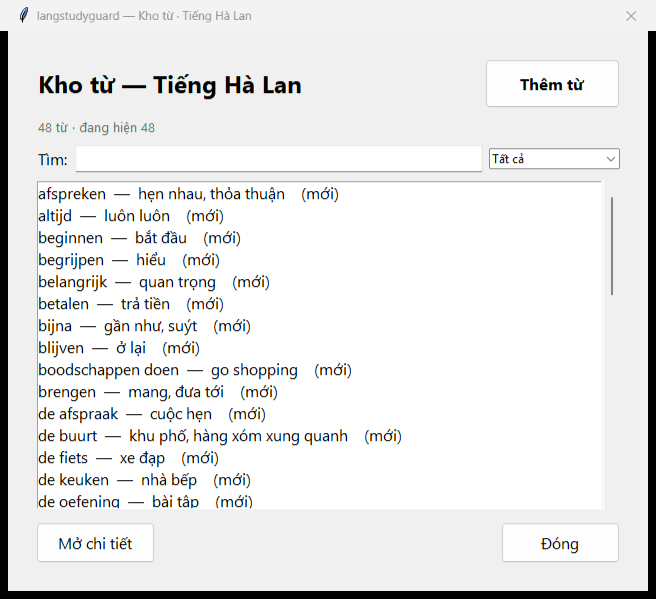 langstudyguard — Kho từ · Tiếng Hà Lan
Kho từ — Tiếng Hà Lan
Thêm từ
48 từ · đang hiện 48
Tìm:
Tất cả
afspreken — hẹn nhau, thỏa thuận (mới)
altijd — luôn luôn (mới)
beginnen — bắt đầu (mới)
begrijpen — hiểu (mới)
belangrijk — quan trọng (mới)
betalen — trả tiền (mới)
bijna — gần như, suýt (mới)
blijven — ở lại (mới)
boodschappen doen — go shopping (mới)
brengen — mang, đưa tới (mới)
de afspraak — cuộc hẹn (mới)
de buurt — khu phố, hàng xóm xung quanh (mới)
de fiets — xe đạp (mới)
de keuken — nhà bếp (mới)
de oefening — bài tập (mới)
Mở chi tiết
Đóng